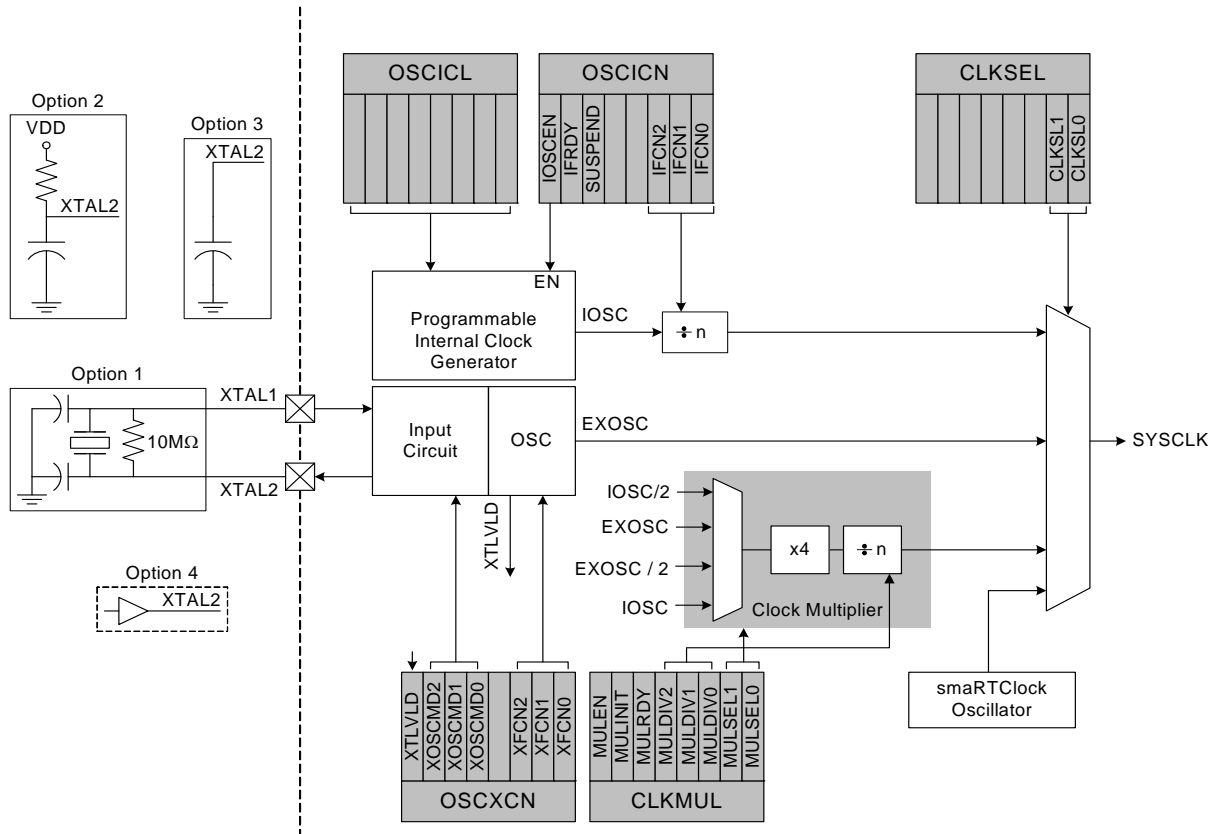 OSCICL
OSCICN
CLKSEL
IOSCEN
IFRDY
SUSPEND
IFCN2
IFCN1
IFCN0
CLKSL1
CLKSL0
Option 2
VDD
XTAL2
Option 3
XTAL2
EN
Programmable
Internal Clock
Generator
IOSC
÷ n
Option 1
XTAL1
10MΩ
XTAL2
Input
Circuit
OSC
EXOSC
SYSCLK
XTLVLD
IOSC/2
EXOSC
EXOSC / 2
IOSC
x4
÷ n
Clock Multiplier
Option 4
XTAL2
smaRTClock
Oscillator
XTLVLD
XOSCMD2
XOSCMD1
XOSCMD0
XFCN2
XFCN1
XFCN0
OSCXCN
MULEN
MULINIT
MULRDY
MULDIV2
MULDIV1
MULDIV0
MULSEL1
MULSEL0
CLKMUL